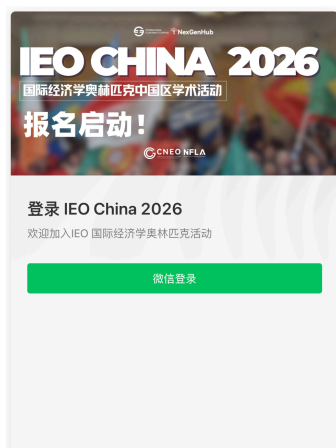 NexGenHub
IEO CHINA 2026
国际经济学奥林匹克中国区学术活动
报名启动！
CNEO NFLA
登录 IEO China 2026
欢迎加入IEO 国际经济学奥林匹克活动
微信登录